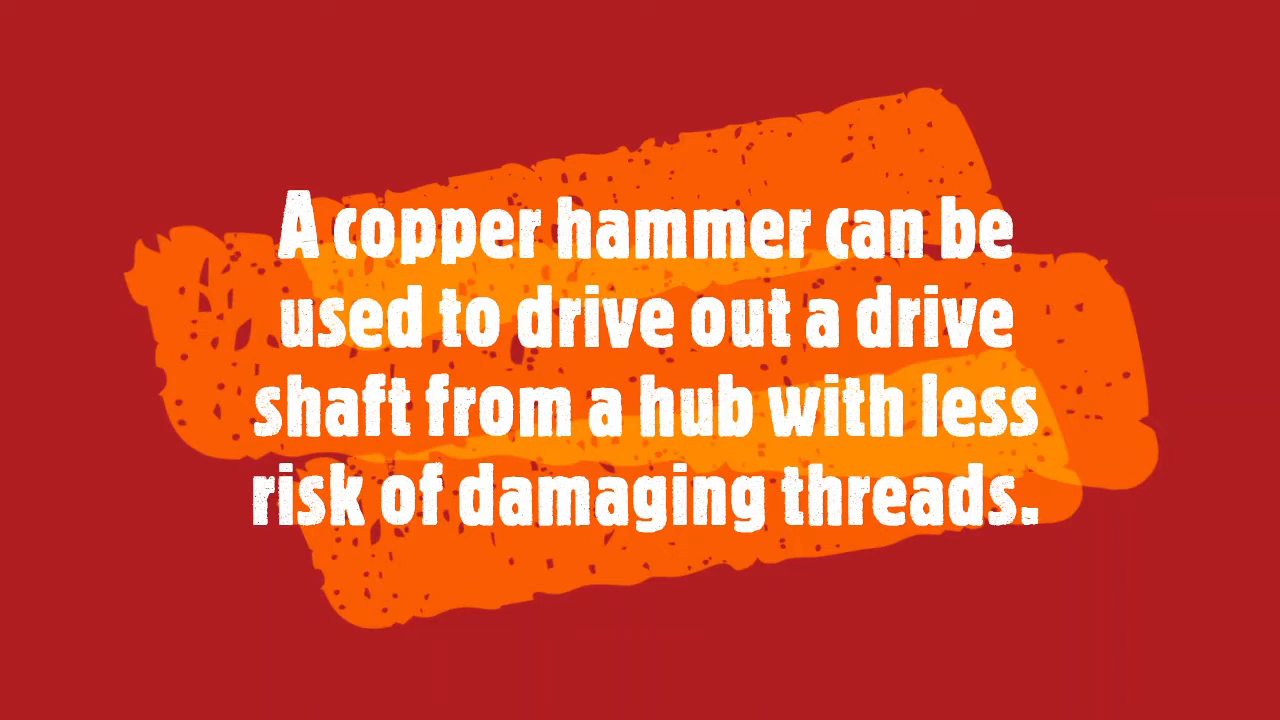 A copper hammer can be
used to drive out a drive
shaft from a hub with less
risk of damaging threads.